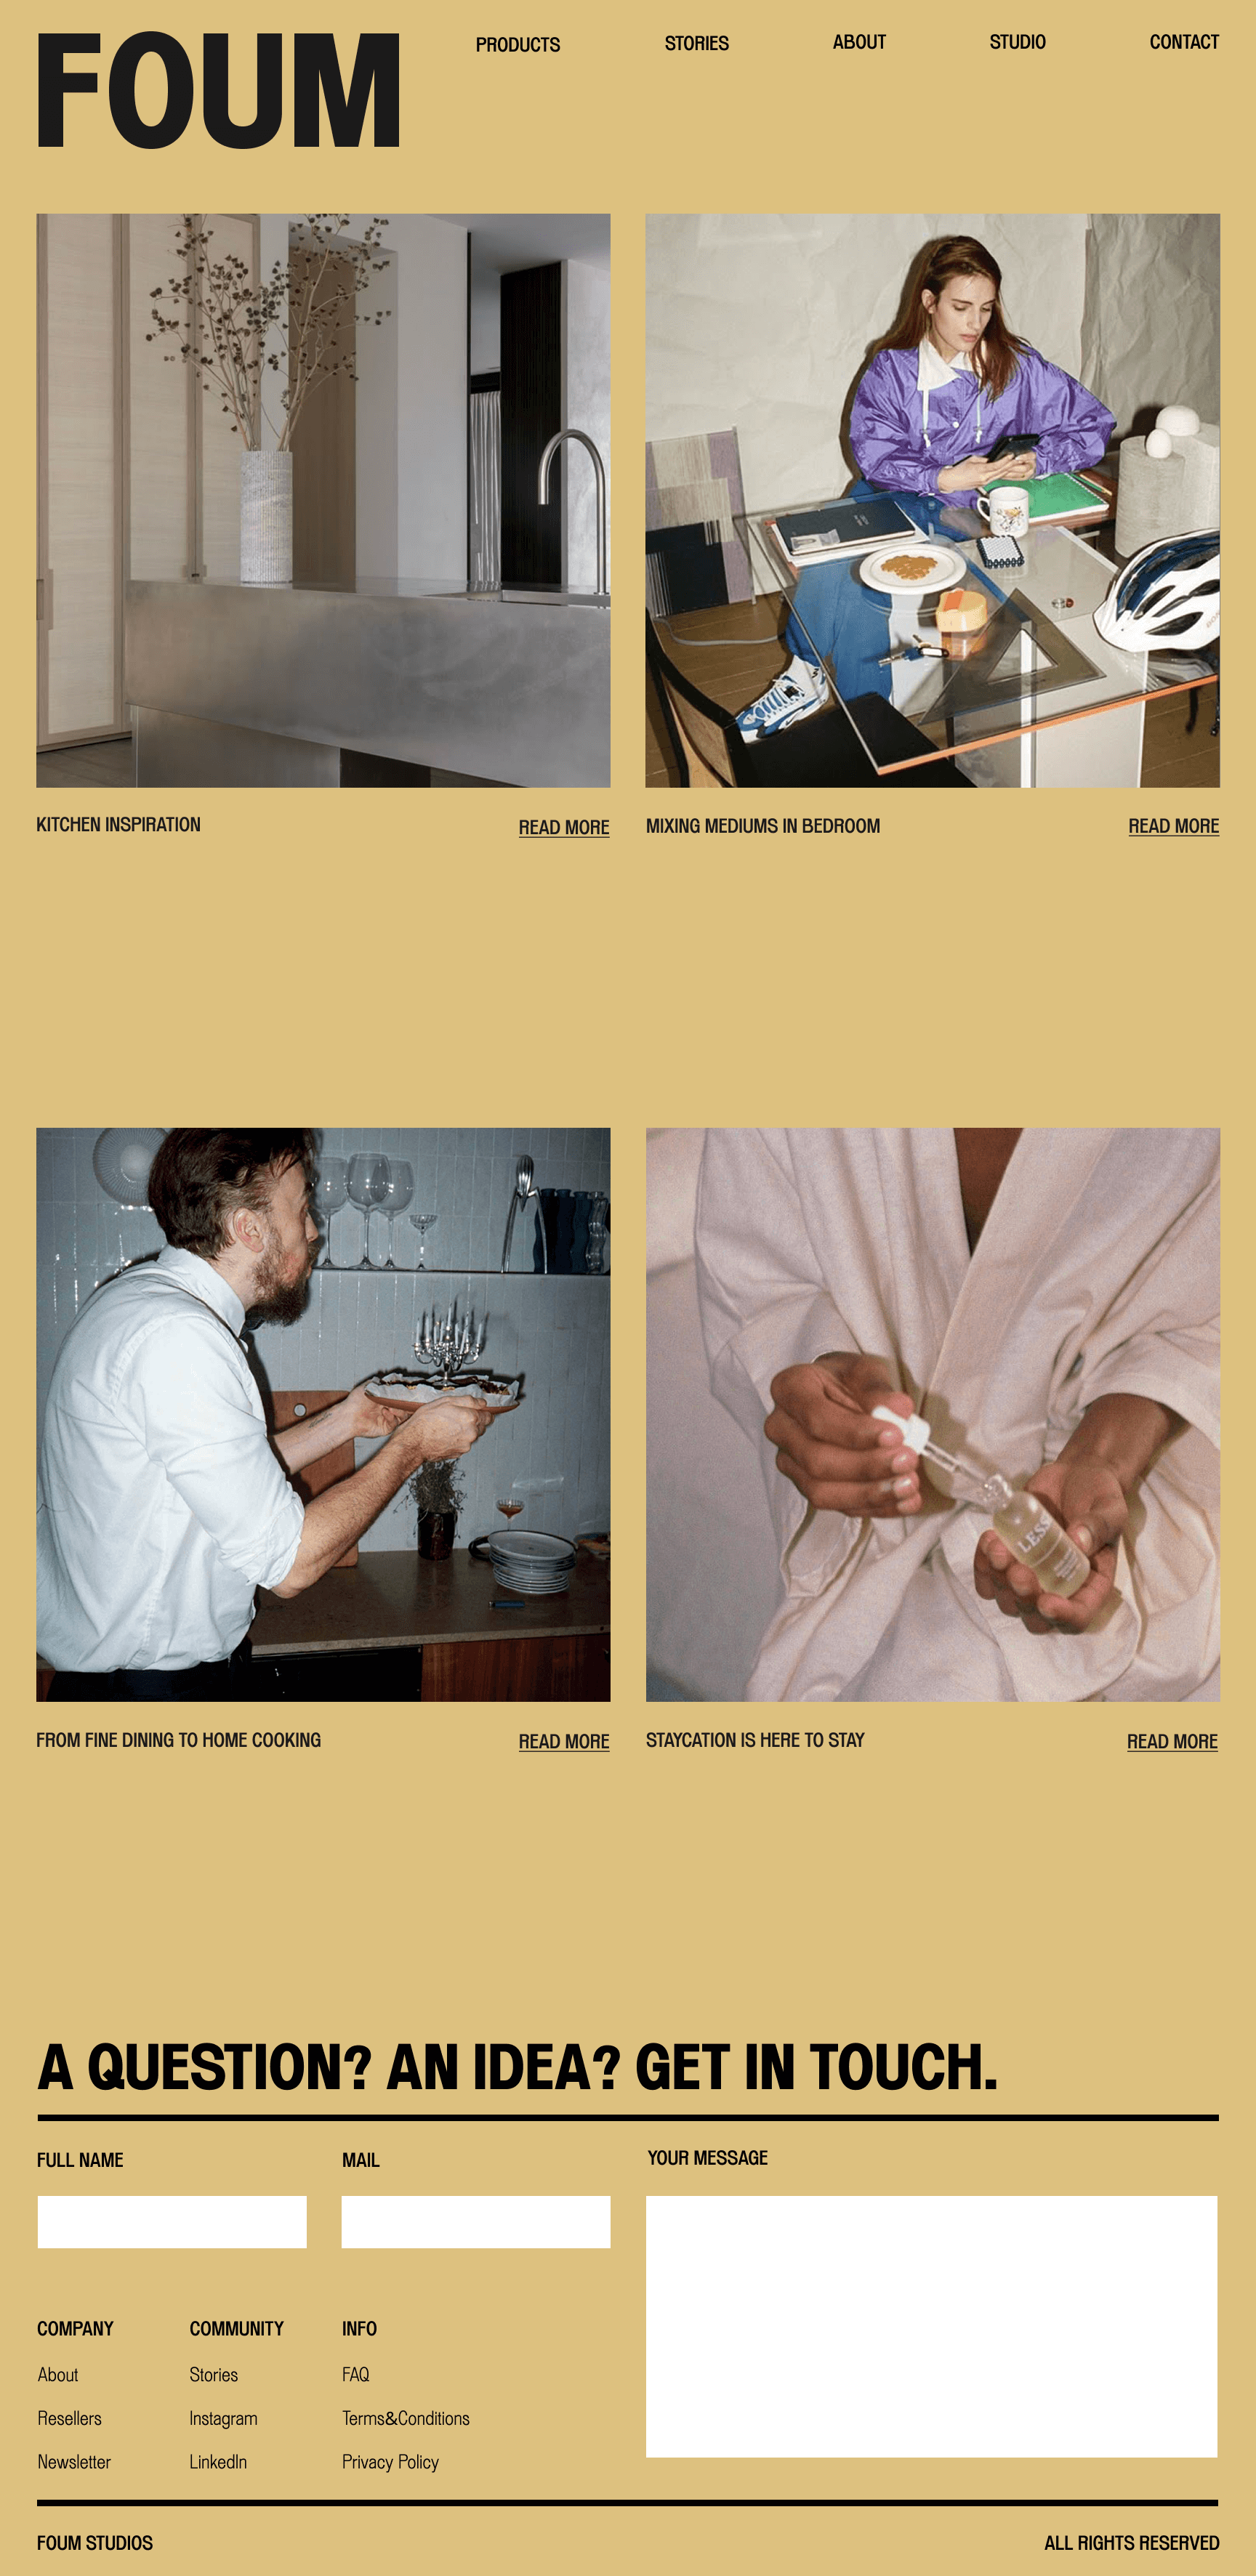 FOUM
PRODUCTS
STORIES
ABOUT
STUDIO
CONTACT
KITCHEN INSPIRATION
READ MORE
MIXING MEDIUMS IN BEDROOM
READ MORE
LESS
FROM FINE DINING TO HOME COOKING
READ MORE
STAYCATION IS HERE TO STAY
READ MORE
A QUESTION? AN IDEA? GET IN TOUCH.
FULL NAME
MAIL
YOUR MESSAGE
COMPANY
About
Resellers
Newsletter
COMMUNITY
Stories
Instagram
LinkedIn
INFO
FAQ
Terms&Conditions
Privacy Policy
FOUM STUDIOS
ALL RIGHTS RESERVED